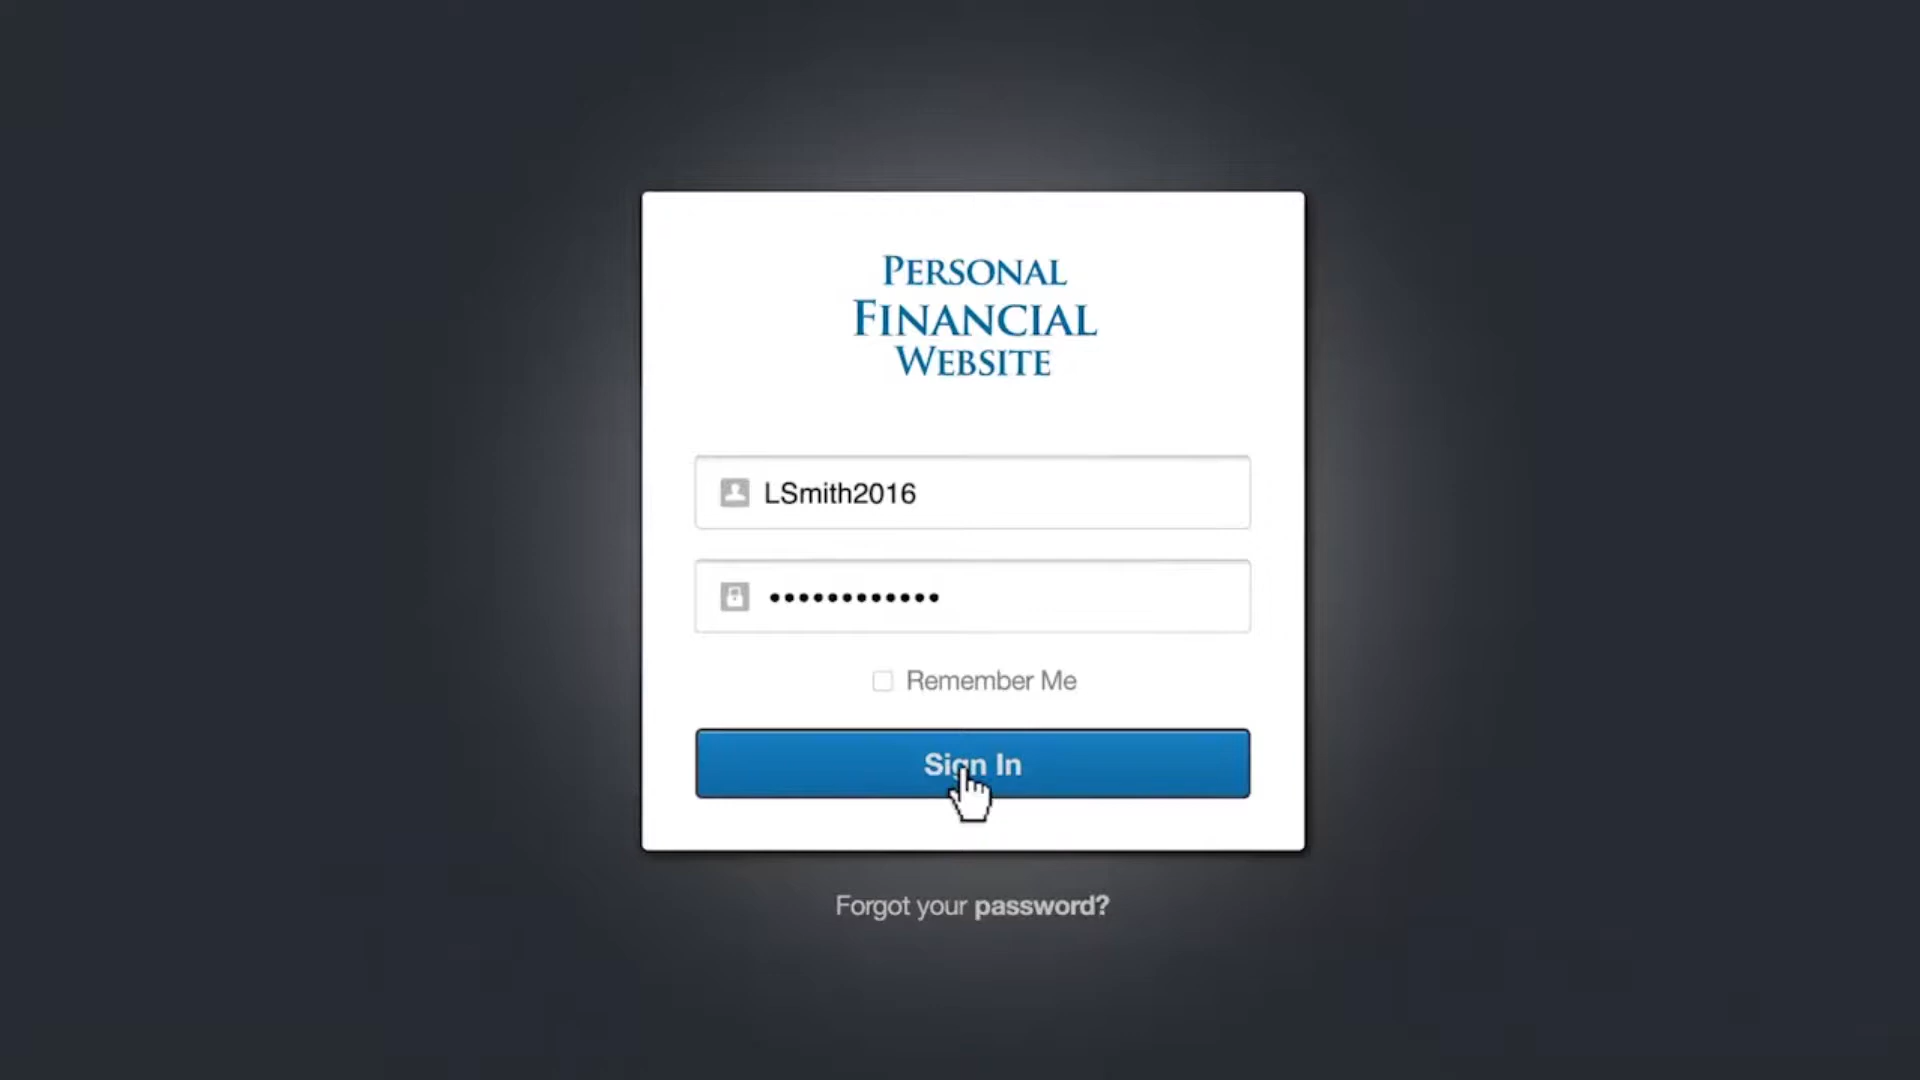 PERSONAL
FINANCIAL
WEBSITE
LSmith2016
••••••••••••
Remember Me
Sign In
Forgot your password?